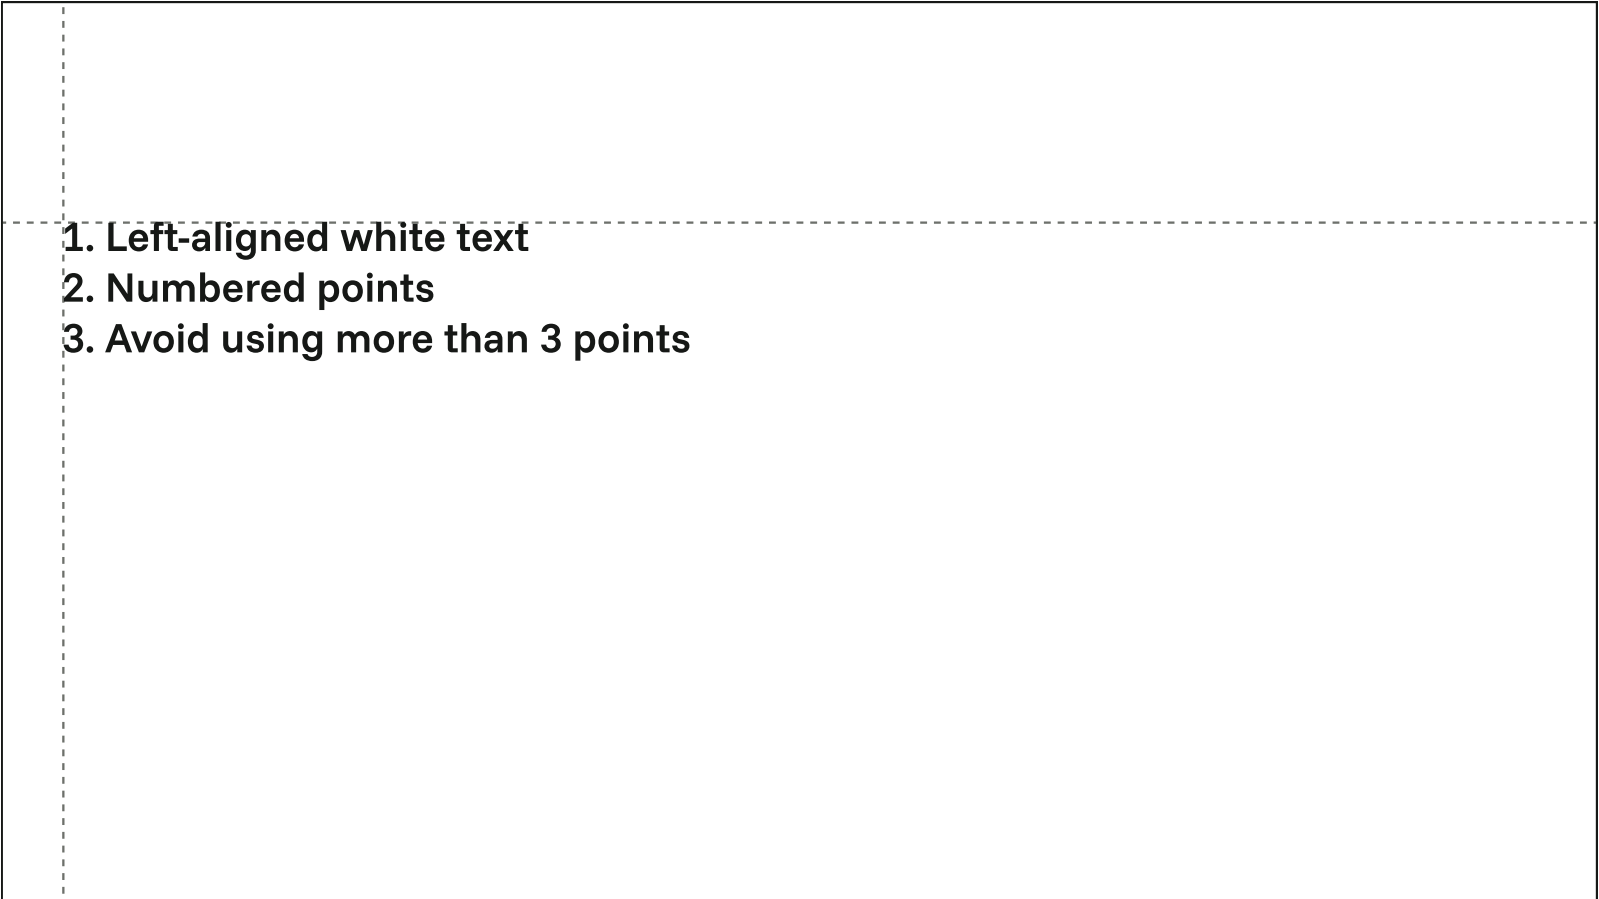 1. Left-aligned white text
2. Numbered points
3. Avoid using more than 3 points